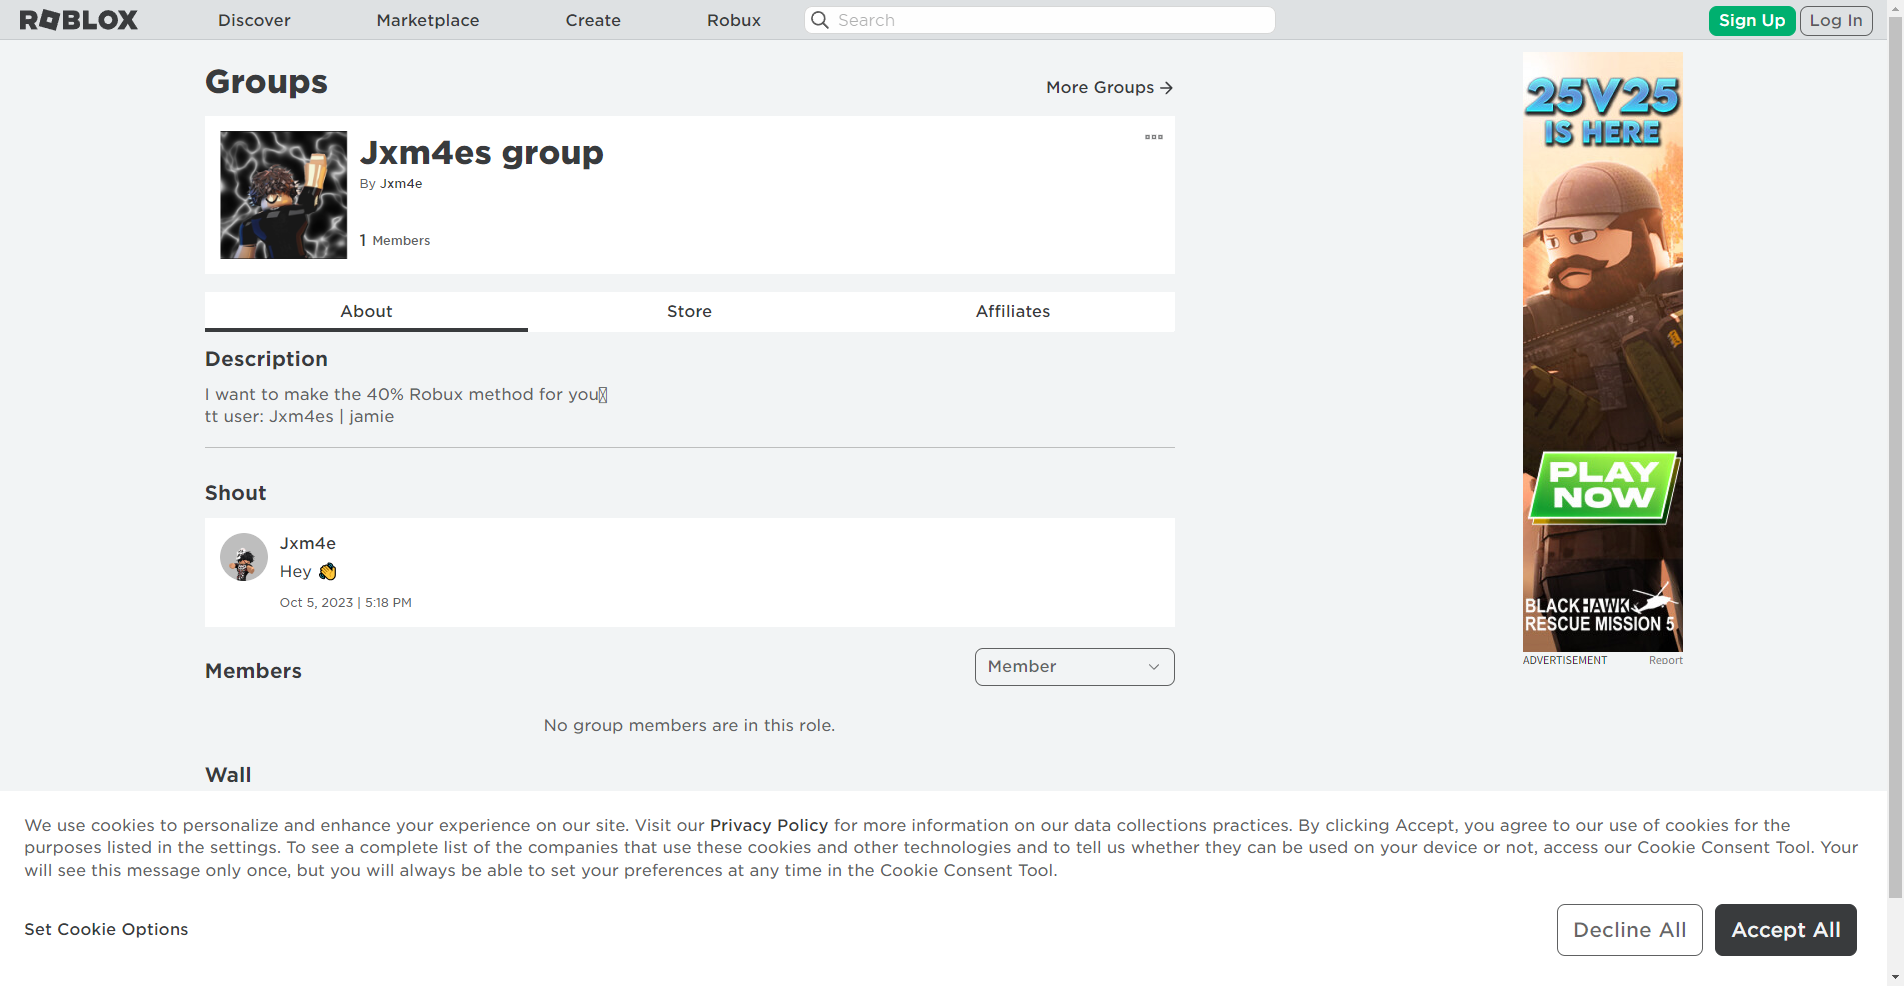 ROBLOX
Discover
Marketplace
Create
Robux
Search
Sign Up
Log In
Groups
More Groups →
Jxm4es group
By Jxm4e
1 Members
About
Store
Affiliates
Description
I want to make the 40% Robux method for you
tt user: Jxm4es | jamie
Shout
Jxm4e
Hey 👏
Oct 5, 2023 | 5:18 PM
Members
Member
No group members are in this role.
Wall
25V25
IS HERE
PLAY
NOW
BLACKHAWK
RESCUE MISSION 5
ADVERTISEMENT
Report
We use cookies to personalize and enhance your experience on our site. Visit our Privacy Policy for more information on our data collections practices. By clicking Accept, you agree to our use of cookies for the
purposes listed in the settings. To see a complete list of the companies that use these cookies and other technologies and to tell us whether they can be used on your device or not, access our Cookie Consent Tool. Your
will see this message only once, but you will always be able to set your preferences at any time in the Cookie Consent Tool.
Set Cookie Options
Decline All
Accept All